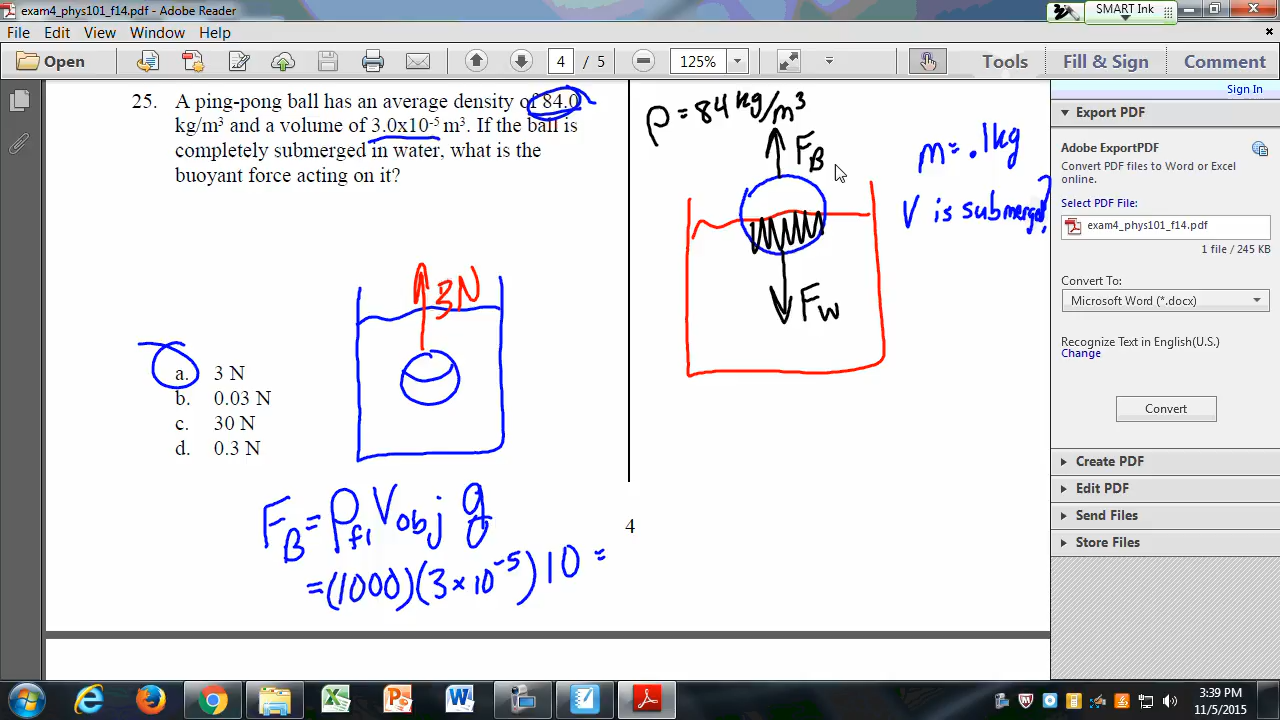 exam4_phys101_f14.pdf - Adobe Reader
SMART Ink
File Edit View Window Help
Open
4 / 5
125%
Tools
Fill & Sign
Comment
Sign In
25. A ping-pong ball has an average density of 84.0
kg/m³ and a volume of 3.0x10⁻⁵ m³. If the ball is
completely submerged in water, what is the
buoyant force acting on it?
3N
a. 3 N
b. 0.03 N
c. 30 N
d. 0.3 N
F_B = ρ_fl V_obj g
= (1000)(3 × 10⁻⁵) 10 =
ρ = 84 kg/m³
F_B
F_W
m = .1 kg
V is submerged?
4
Export PDF
Adobe ExportPDF
Convert PDF files to Word or Excel
online.
Select PDF File:
exam4_phys101_f14.pdf
1 file / 245 KB
Convert To:
Microsoft Word (*.docx)
Recognize Text in English(U.S.)
Change
Convert
Create PDF
Edit PDF
Send Files
Store Files
3:39 PM
11/5/2015